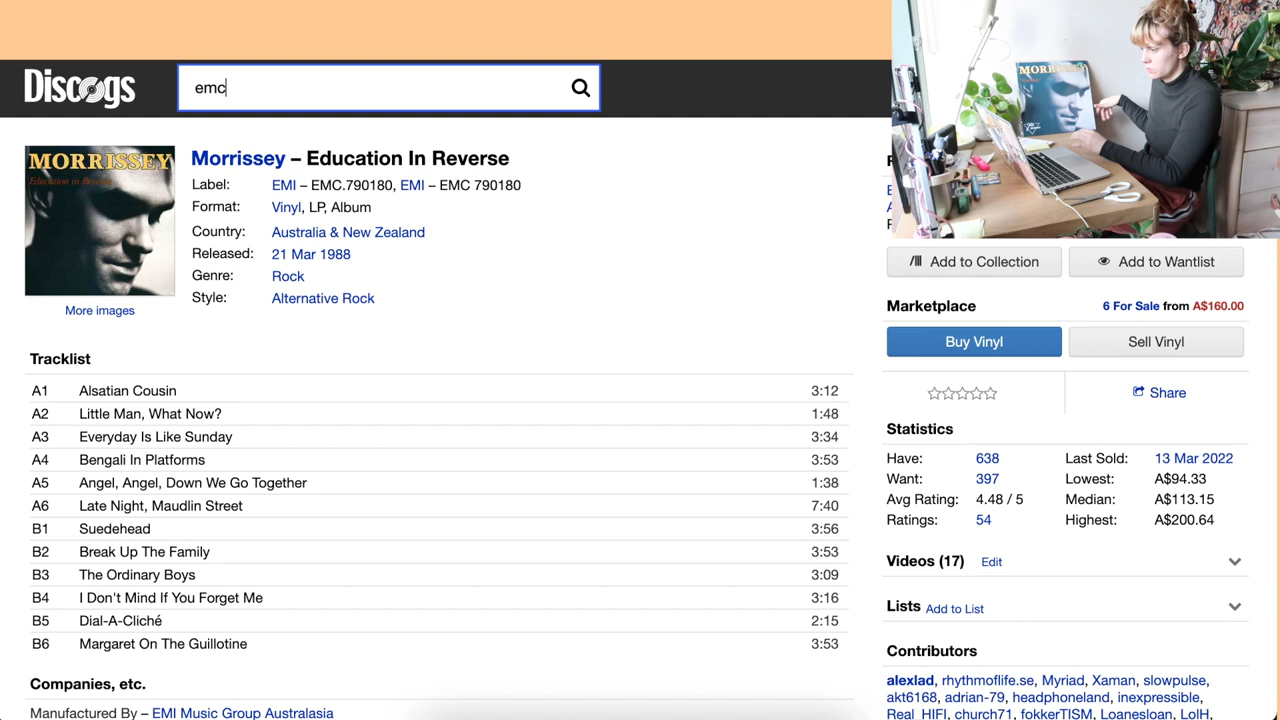 Discogs
emc
MORRISSEY
Education in Reverse
Morrissey – Education In Reverse
Label: EMI – EMC.790180, EMI – EMC 790180
Format: Vinyl, LP, Album
Country: Australia & New Zealand
Released: 21 Mar 1988
Genre: Rock
Style: Alternative Rock
More images
Tracklist
A1 Alsatian Cousin 3:12
A2 Little Man, What Now? 1:48
A3 Everyday Is Like Sunday 3:34
A4 Bengali In Platforms 3:53
A5 Angel, Angel, Down We Go Together 1:38
A6 Late Night, Maudlin Street 7:40
B1 Suedehead 3:56
B2 Break Up The Family 3:53
B3 The Ordinary Boys 3:09
B4 I Don't Mind If You Forget Me 3:16
B5 Dial-A-Cliché 2:15
B6 Margaret On The Guillotine 3:53
Companies, etc.
Manufactured By – EMI Music Group Australasia
MORRISSEY
Add to Collection
Add to Wantlist
Marketplace
6 For Sale from A$160.00
Buy Vinyl
Sell Vinyl
Share
Statistics
Have: 638
Want: 397
Avg Rating: 4.48 / 5
Ratings: 54
Last Sold: 13 Mar 2022
Lowest: A$94.33
Median: A$113.15
Highest: A$200.64
Videos (17) Edit
Lists Add to List
Contributors
alexlad, rhythmoflife.se, Myriad, Xaman, slowpulse,
akt6168, adrian-79, headphoneland, inexpressible,
Real_HIFI, church71, fokkerTISM, Loanesloan, LolH,